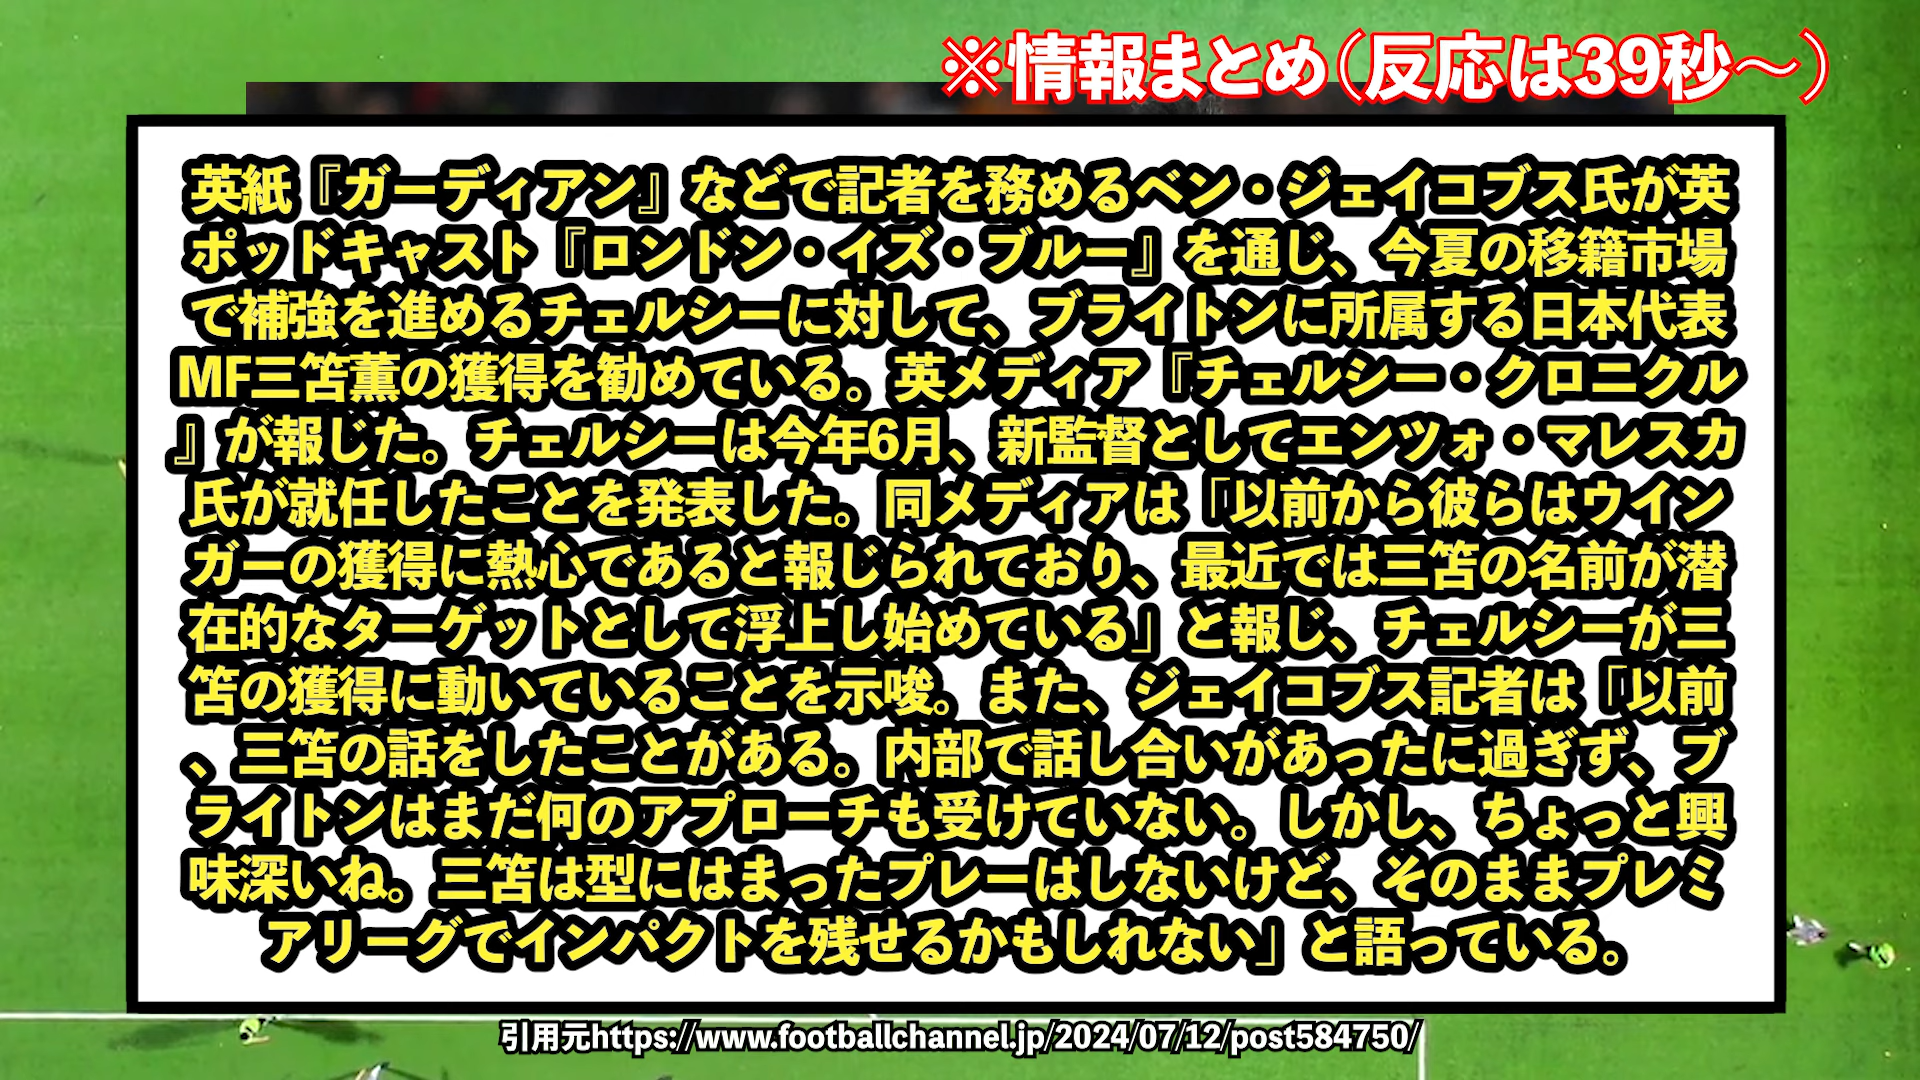 ※情報まとめ（反応は39秒～）
英紙『ガーディアン』などで記者を務めるベン・ジェイコブス氏が英
ポッドキャスト『ロンドン・イズ・ブルー』を通じ、今夏の移籍市場
で補強を進めるチェルシーに対して、ブライトンに所属する日本代表
MF三笘薫の獲得を勧めている。英メディア『チェルシー・クロニクル
』が報じた。チェルシーは今年6月、新監督としてエンツォ・マレスカ
氏が就任したことを発表した。同メディアは「以前から彼らはウイン
ガーの獲得に熱心であると報じられており、最近では三笘の名前が潜
在的なターゲットとして浮上し始めている」と報じ、チェルシーが三
笘の獲得に動いていることを示唆。また、ジェイコブス記者は「以前
、三笘の話をしたことがある。内部で話し合いがあったに過ぎず、ブ
ライトンはまだ何のアプローチも受けていない。しかし、ちょっと興
味深いね。三笘は型にはまったプレーはしないけど、そのままプレミ
アリーグでインパクトを残せるかもしれない」と語っている。
引用元https://www.footballchannel.jp/2024/07/12/post584750/